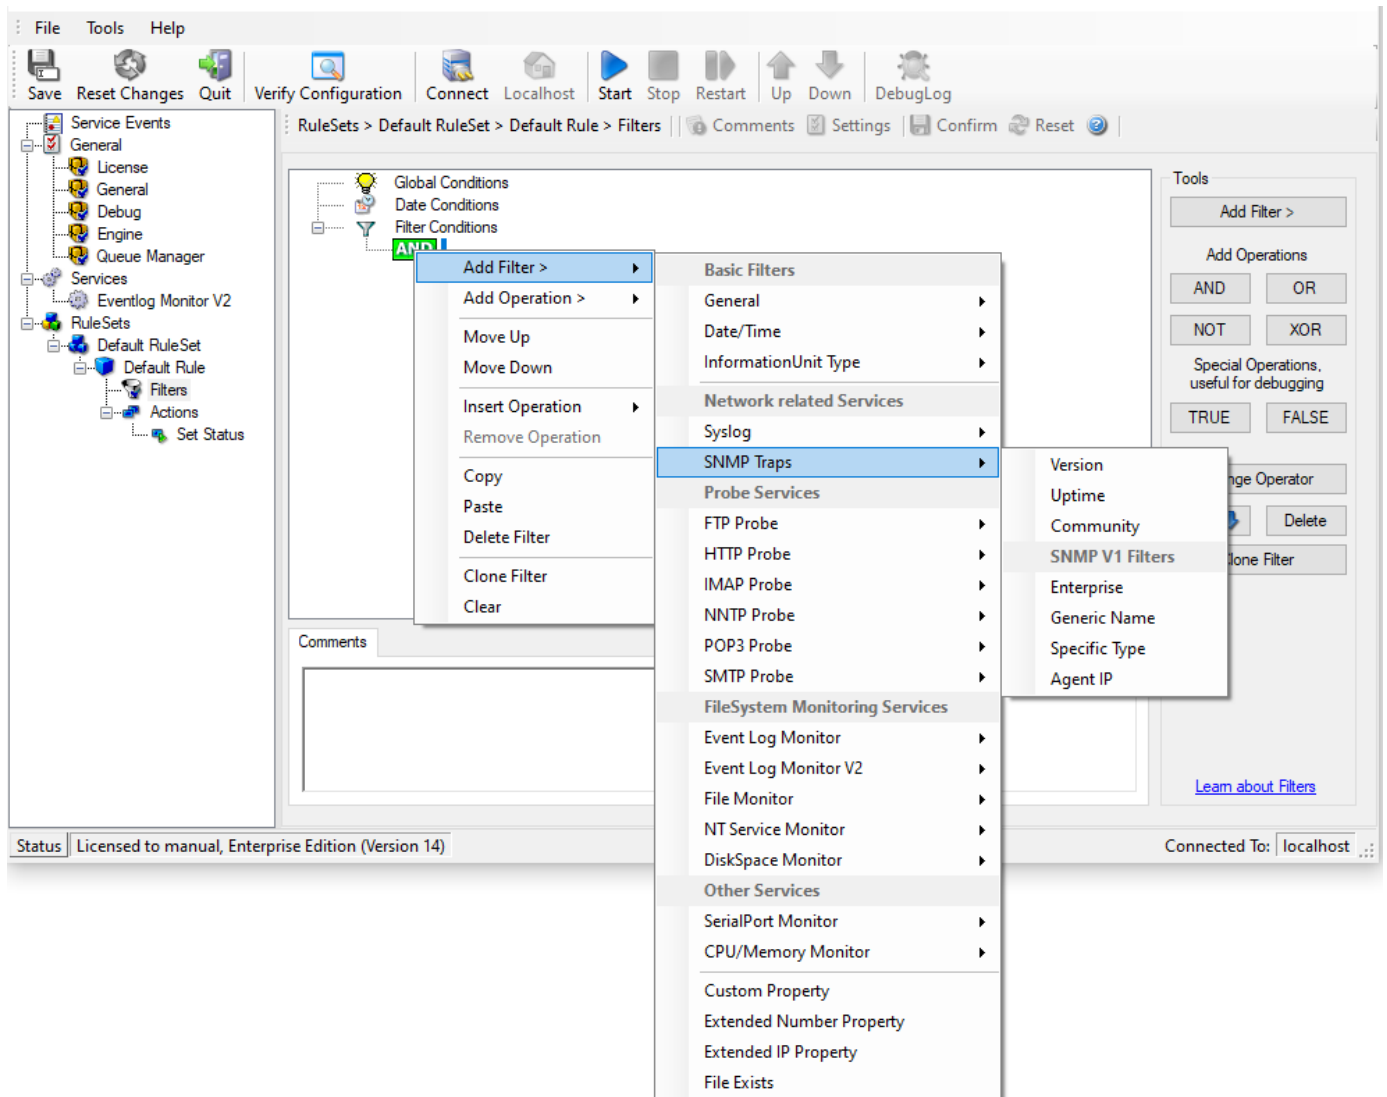 File Tools Help
Save Reset Changes Quit Verify Configuration Connect Localhost Start Stop Restart Up Down DebugLog
Service Events
General
License
General
Debug
Engine
Queue Manager
Services
Eventlog Monitor V2
RuleSets
Default RuleSet
Default Rule
Filters
Actions
Set Status
RuleSets > Default RuleSet > Default Rule > Filters Comments Settings Confirm Reset
Global Conditions
Date Conditions
Filter Conditions
AND
Add Filter >
Add Operation >
Move Up
Move Down
Insert Operation
Remove Operation
Copy
Paste
Delete Filter
Clone Filter
Clear
Basic Filters
General
Date/Time
InformationUnit Type
Network related Services
Syslog
SNMP Traps
Probe Services
FTP Probe
HTTP Probe
IMAP Probe
NNTP Probe
POP3 Probe
SMTP Probe
FileSystem Monitoring Services
Event Log Monitor
Event Log Monitor V2
File Monitor
NT Service Monitor
DiskSpace Monitor
Other Services
SerialPort Monitor
CPU/Memory Monitor
Custom Property
Extended Number Property
Extended IP Property
File Exists
Version
Uptime
Community
SNMP V1 Filters
Enterprise
Generic Name
Specific Type
Agent IP
Tools
Add Filter >
Add Operations
AND OR
NOT XOR
Special Operations,
useful for debugging
TRUE FALSE
Operator
Delete
Filter
Learn about Filters
Comments
Status Licensed to manual, Enterprise Edition (Version 14)
Connected To: localhost